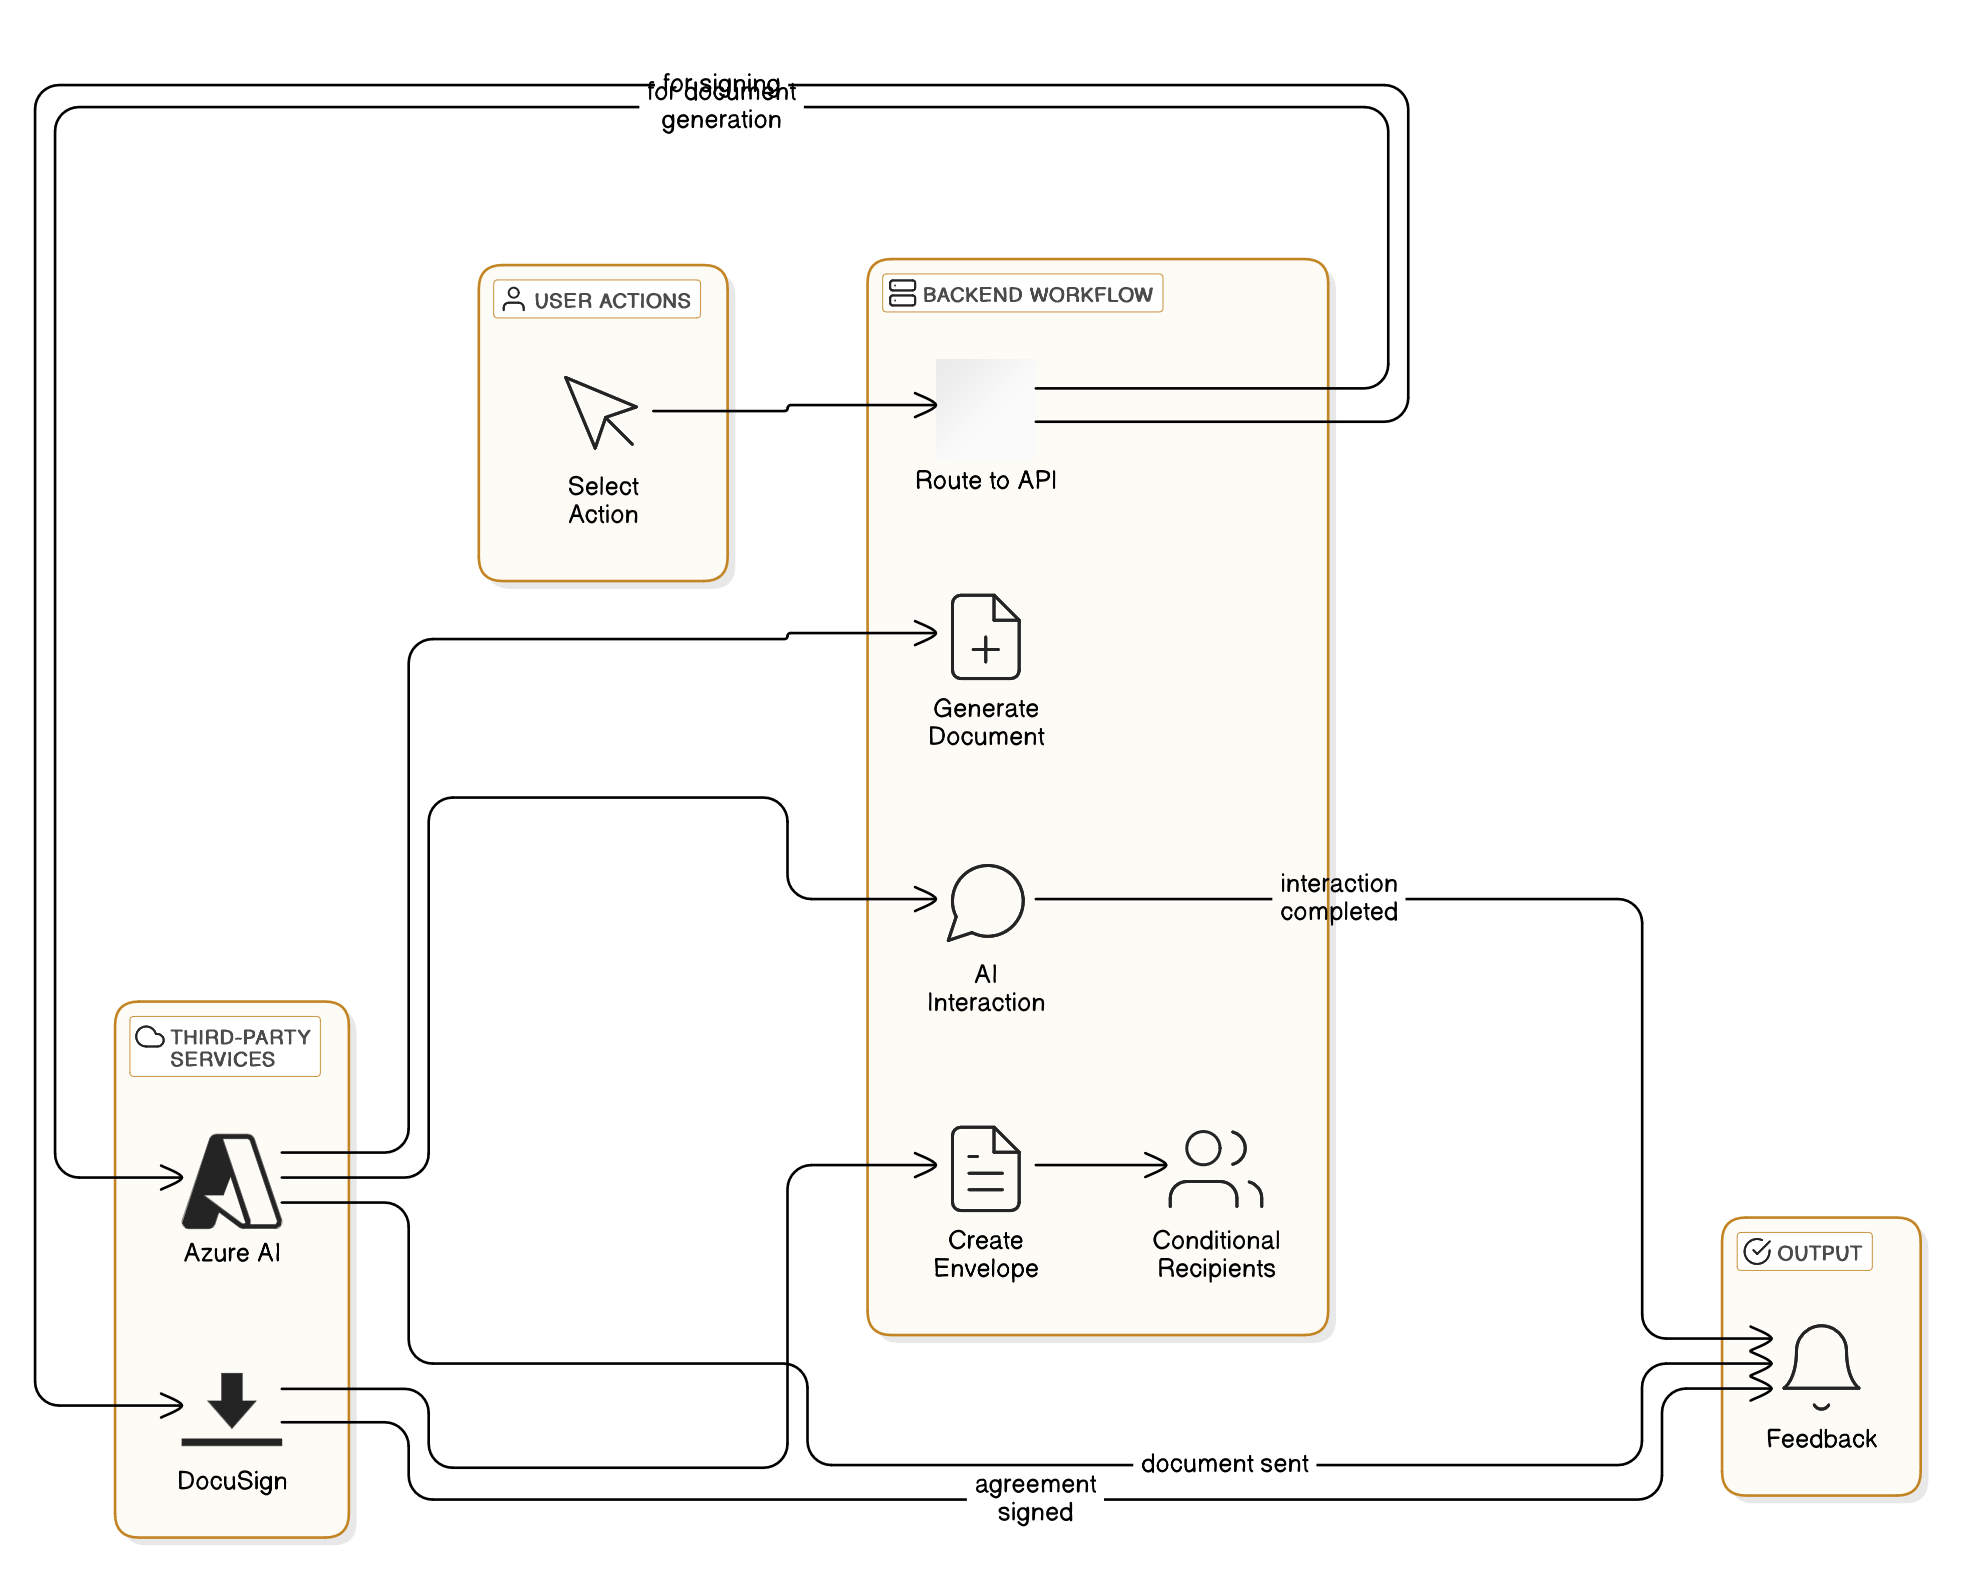 for signing
for document
generation
USER ACTIONS
Select
Action
BACKEND WORKFLOW
Route to API
Generate
Document
AI
Interaction
interaction
completed
Create
Envelope
Conditional
Recipients
THIRD-PARTY
SERVICES
Azure AI
DocuSign
document sent
agreement
signed
OUTPUT
Feedback